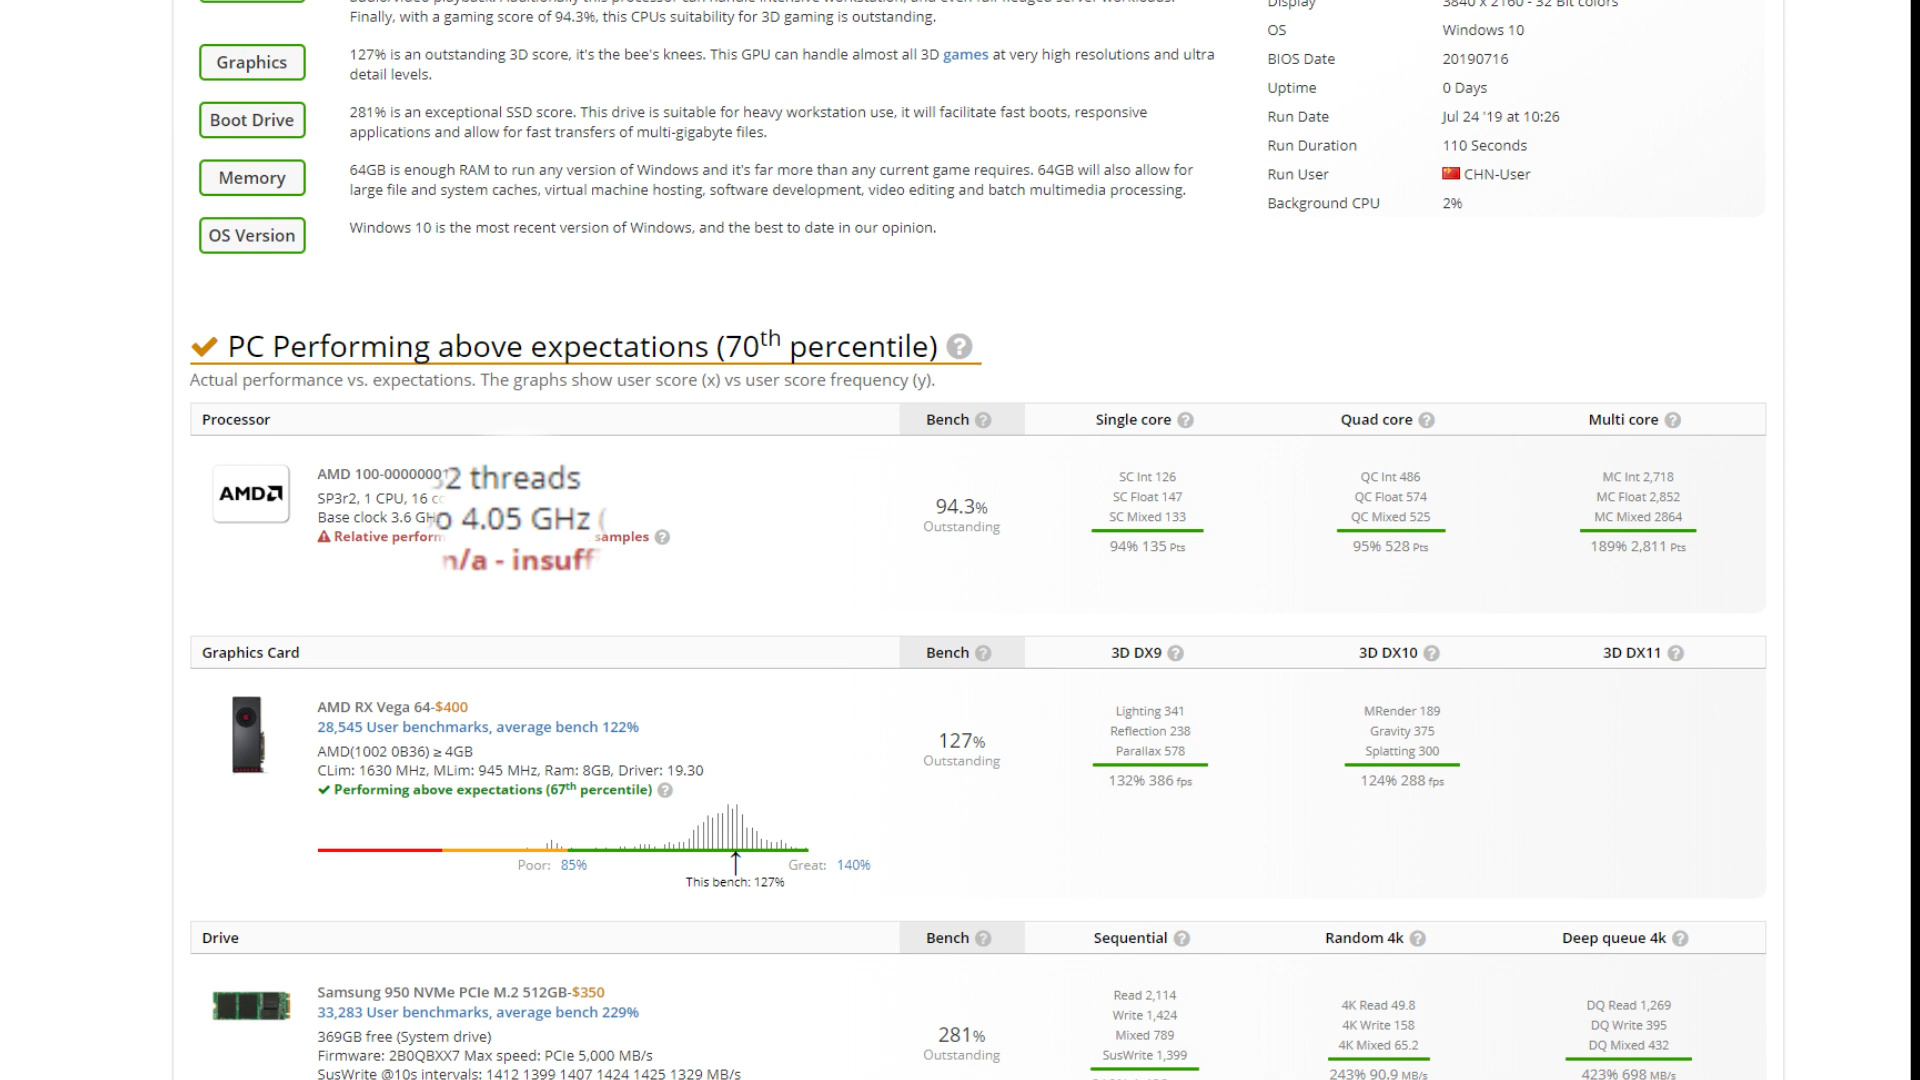 Finally, with a gaming score of 94.3%, this CPUs suitability for 3D gaming is outstanding.
Graphics
127% is an outstanding 3D score, it's the bee's knees. This GPU can handle almost all 3D games at very high resolutions and ultra
detail levels.
Boot Drive
281% is an exceptional SSD score. This drive is suitable for heavy workstation use, it will facilitate fast boots, responsive
applications and allow for fast transfers of multi-gigabyte files.
Memory
64GB is enough RAM to run any version of Windows and it's far more than any current game requires. 64GB will also allow for
large file and system caches, virtual machine hosting, software development, video editing and batch multimedia processing.
OS Version
Windows 10 is the most recent version of Windows, and the best to date in our opinion.
Display 3840 x 2160 - 32 Bit colors
OS Windows 10
BIOS Date 20190716
Uptime 0 Days
Run Date Jul 24 '19 at 10:26
Run Duration 110 Seconds
Run User CHN-User
Background CPU 2%
PC Performing above expectations (70th percentile) ?
Actual performance vs. expectations. The graphs show user score (x) vs user score frequency (y).
Processor Bench ? Single core ? Quad core ? Multi core ?
AMD
AMD 100-00000001
SP3r2, 1 CPU, 16
Base clock 3.6
Relative samples ?
2 threads
4.05 GHz (
n/a -
94.3%
Outstanding
SC Int 126
SC Float 147
SC Mixed 133
94% 135 Pts
QC Int 486
QC Float 574
QC Mixed 525
95% 528 Pts
MC Int 2,718
MC Float 2,852
MC Mixed 2864
189% 2,811 Pts
Graphics Card Bench ? 3D DX9 ? 3D DX10 ? 3D DX11 ?
AMD RX Vega 64-$400
28,545 User benchmarks, average bench 122%
AMD(1002 0B36) ≥ 4GB
CLim: 1630 MHz, MLim: 945 MHz, Ram: 8GB, Driver: 19.30
Performing above expectations (67th percentile) ?
Poor: 85%
Great: 140%
This bench: 127%
127%
Outstanding
Lighting 341
Reflection 238
Parallax 578
132% 386 fps
MRender 189
Gravity 375
Splatting 300
124% 288 fps
Drive Bench ? Sequential ? Random 4k ? Deep queue 4k ?
Samsung 950 NVMe PCIe M.2 512GB-$350
33,283 User benchmarks, average bench 229%
369GB free (System drive)
Firmware: 2B0QBXX7 Max speed: PCIe 5,000 MB/s
SusWrite @10s intervals: 1412 1399 1407 1424 1425 1329 MB/s
281%
Outstanding
Read 2,114
Write 1,424
Mixed 789
SusWrite 1,399
4K Read 49.8
4K Write 158
4K Mixed 65.2
243% 90.9 MB/s
DQ Read 1,269
DQ Write 395
DQ Mixed 432
423% 698 MB/s